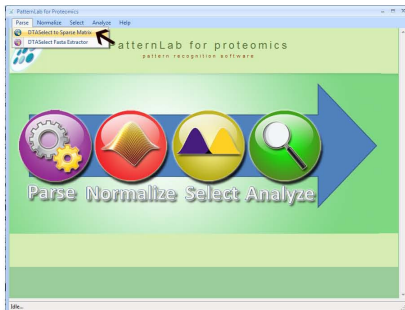 PatternLab for Proteomics
Parse Normalize Select Analyze Help
DTASelect to Sparse Matrix
DTASelect Fasta Extractor
PatternLab for proteomics
pattern recognition software
Parse Normalize Select Analyze
Idle...